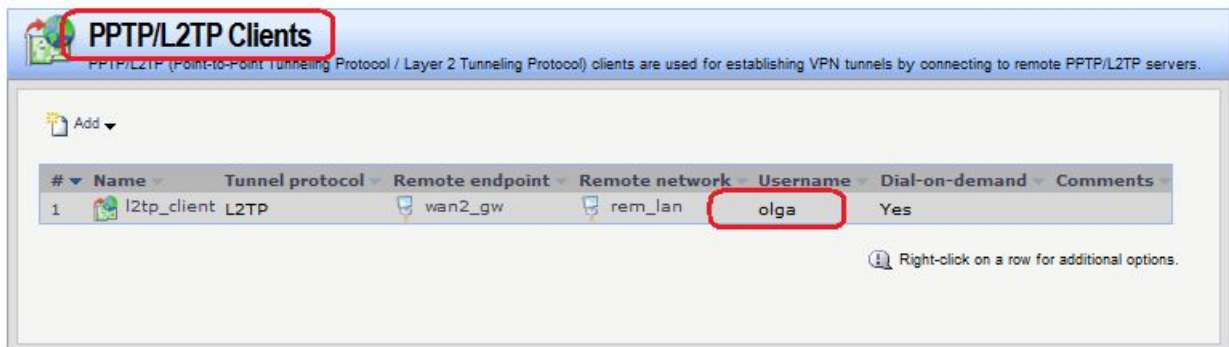 PPTP/L2TP Clients
PPTP/L2TP (Point-to-Point Tunneling Protocol / Layer 2 Tunneling Protocol) clients are used for establishing VPN tunnels by connecting to remote PPTP/L2TP servers.
Add
# Name Tunnel protocol Remote endpoint Remote network Username Dial-on-demand Comments
1 l2tp_client L2TP wan2_gw rem_lan olga Yes
Right-click on a row for additional options.